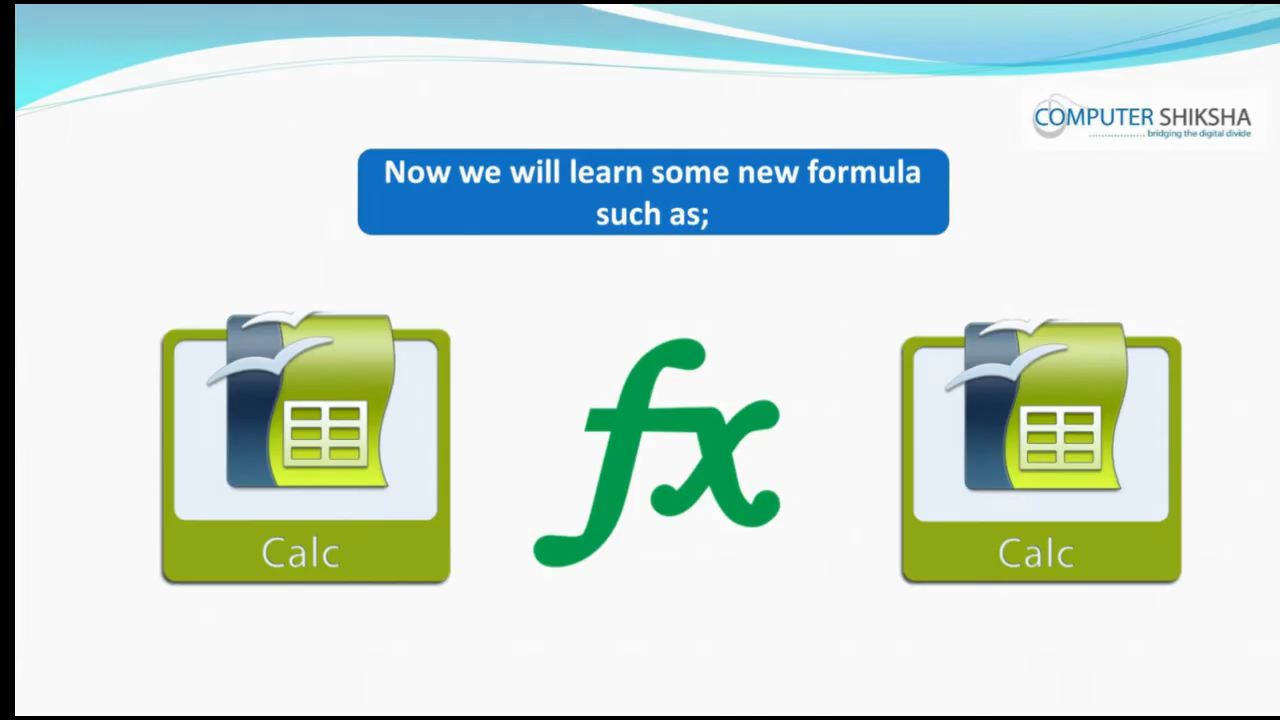 COMPUTER SHIKSHA
bridging the digital divide
Now we will learn some new formula
such as;
fx
Calc
Calc